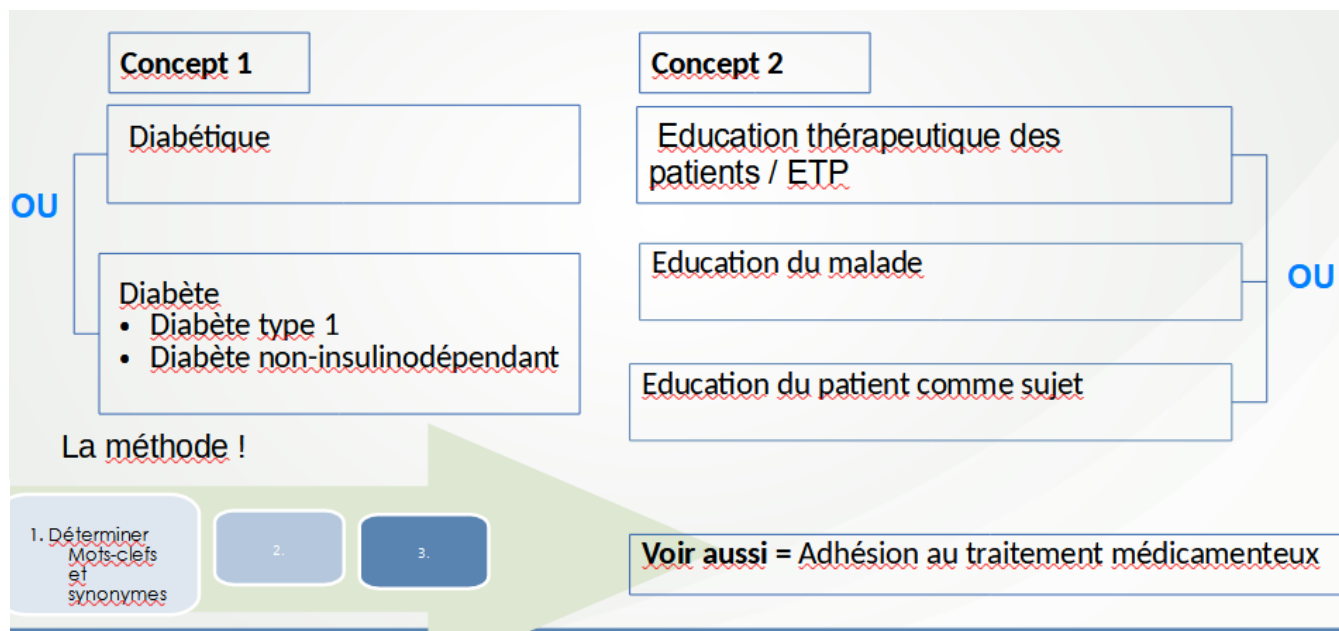 Concept 1
Diabétique
OU
Diabète
• Diabète type 1
• Diabète non-insulinodépendant
Concept 2
Education thérapeutique des
patients / ETP
Education du malade
OU
Education du patient comme sujet
La méthode !
1. Déterminer
Mots-clefs
et
synonymes
2.
3.
Voir aussi = Adhésion au traitement médicamenteux